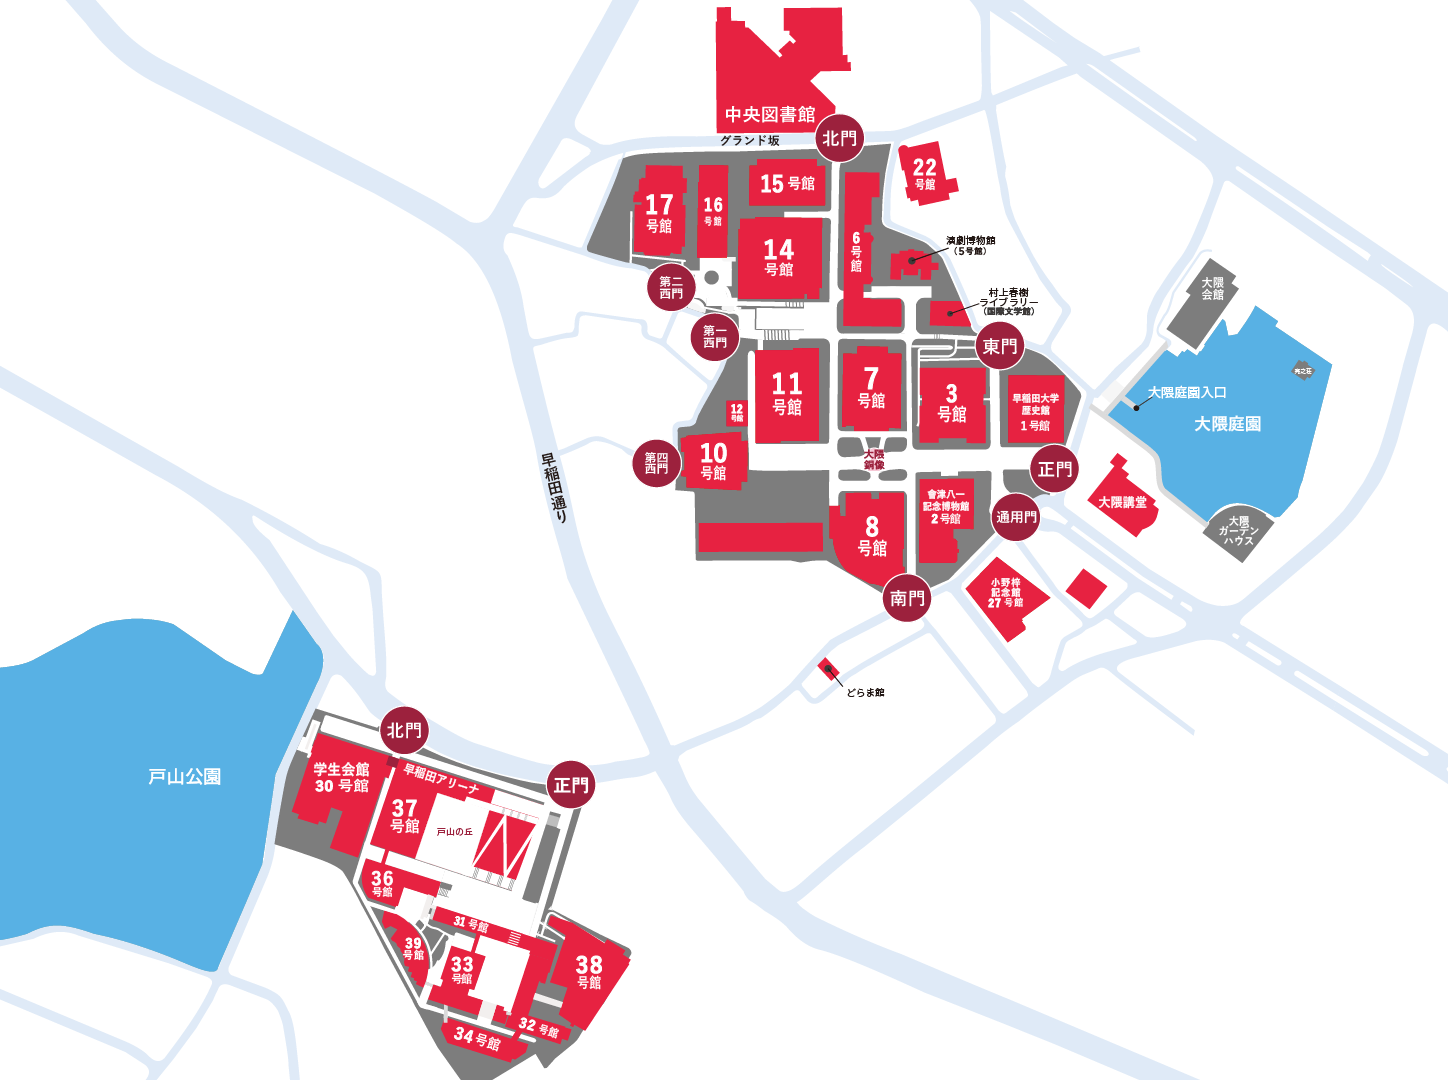 中央図書館
グランド坂
北門
22
号館
17
号館
16
号館
15 号館
14
号館
6
号
館
演劇博物館
（5号館）
村上春樹
ライブラリー
（国際文学館）
第二
西門
第一
西門
東門
大隈
会館
完之荘
大隈庭園入口
大隈庭園
11
号館
7
号館
3
号館
早稲田大学
歴史館
1 号館
12
号館
10
号館
第四
西門
大隈
銅像
正門
早稲田通り
會津八一
記念博物館
2 号館
8
号館
通用門
大隈講堂
大隈
ガーデン
ハウス
南門
小野梓
記念館
27 号館
どらま館
戸山公園
北門
正門
学生会館
30 号館
早稲田アリーナ
37
号館
戸山の丘
36
号館
31 号館
39
号館
33
号館
38
号館
32 号館
34 号館